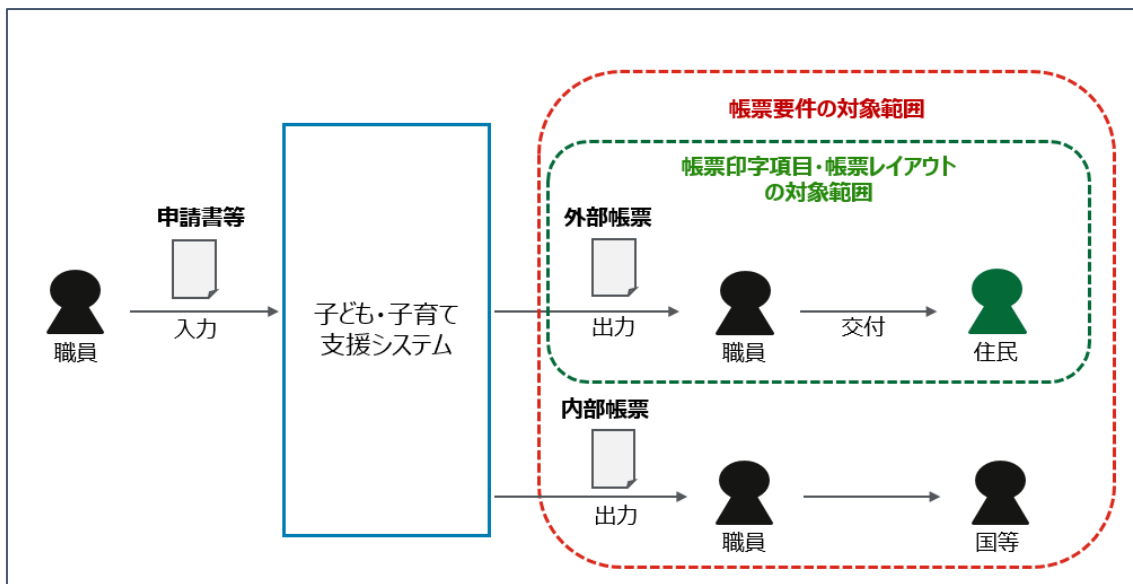 帳票要件の対象範囲
帳票印字項目・帳票レイアウト
の対象範囲
申請書等
外部帳票
入力
職員
子ども・子育て
支援システム
出力
職員
交付
住民
内部帳票
出力
職員
国等